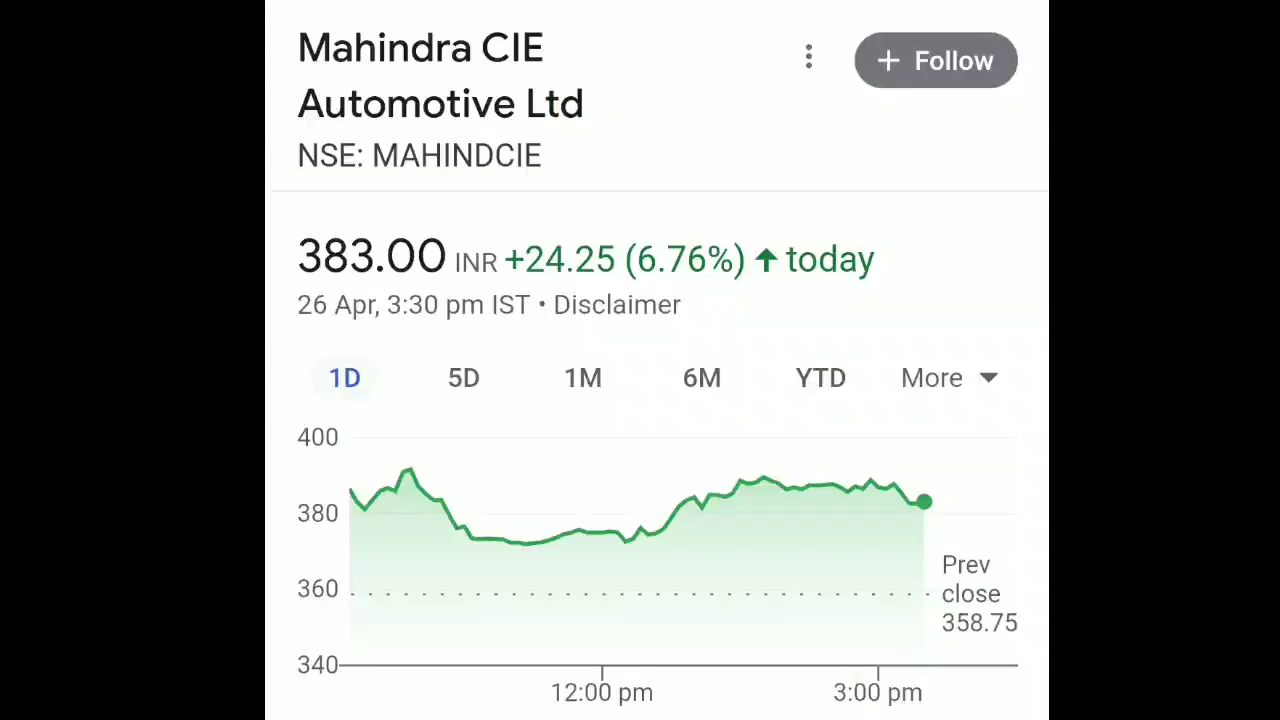 Mahindra CIE
Automotive Ltd
+ Follow
NSE: MAHINDCIE
383.00 INR +24.25 (6.76%) ↑ today
26 Apr, 3:30 pm IST • Disclaimer
1D 5D 1M 6M YTD More
400
380
360
340
Prev
close
358.75
12:00 pm 3:00 pm